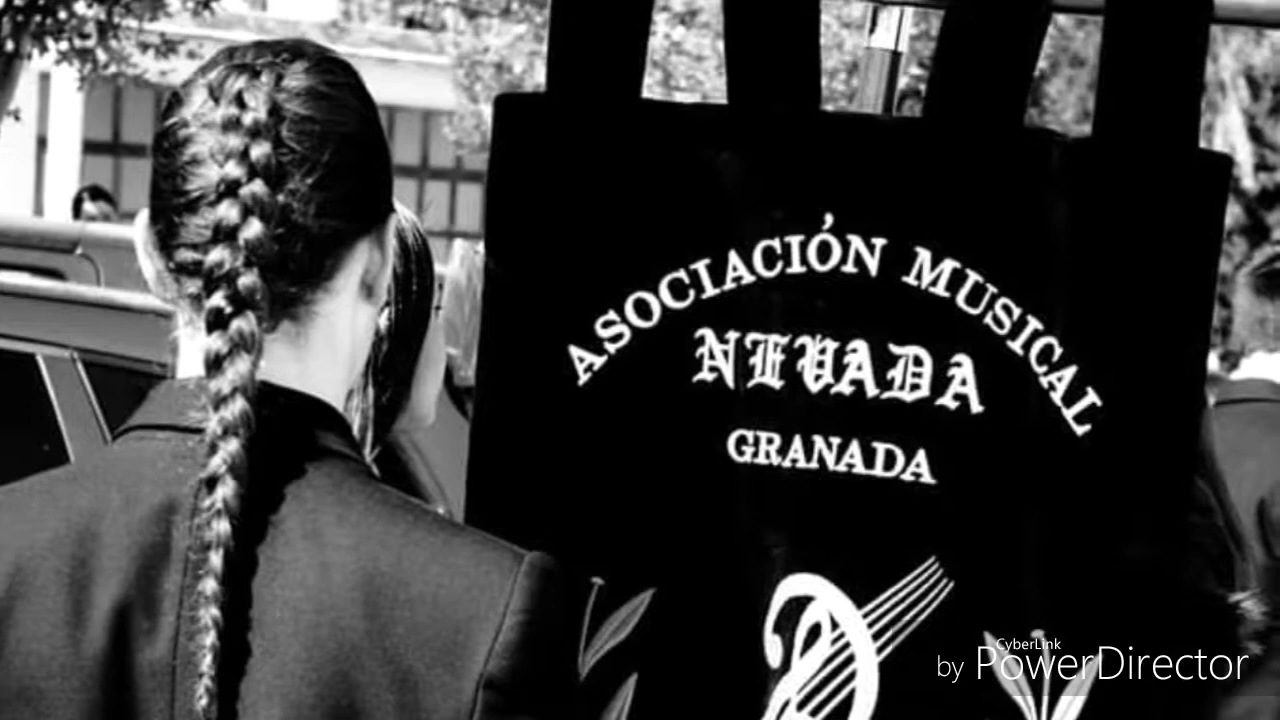 ASOCIACIÓN MUSICAL
NEVADA
GRANADA
CyberLink
by PowerDirector